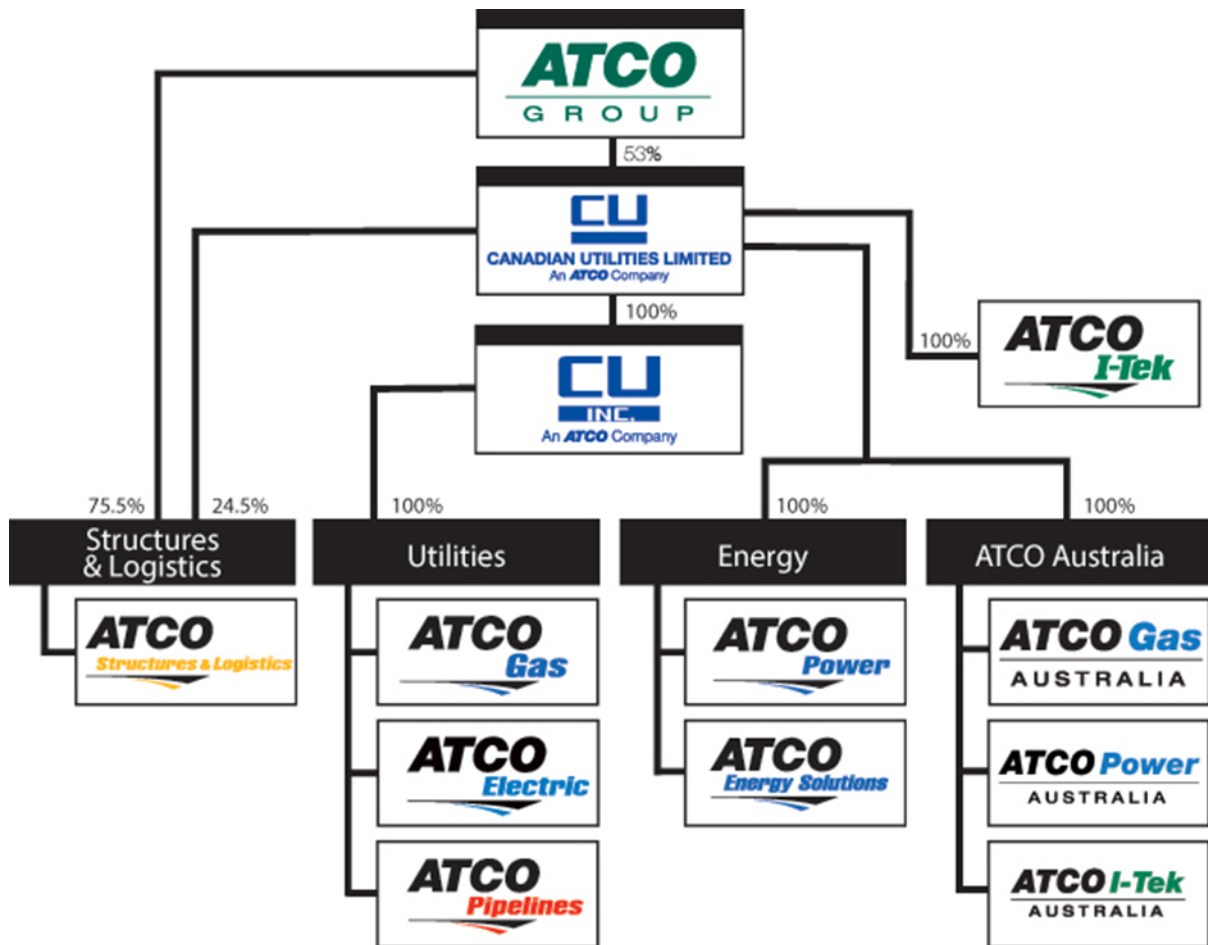 ATCO
GROUP
53%
CU
CANADIAN UTILITIES LIMITED
An ATCO Company
100%
CU
INC.
An ATCO Company
100%
ATCO
I-Tek
75.5%
24.5%
100%
100%
100%
Structures
& Logistics
Utilities
Energy
ATCO Australia
ATCO
Structures & Logistics
ATCO
Gas
ATCO
Power
ATCO Gas
AUSTRALIA
ATCO
Electric
ATCO
Energy Solutions
ATCO Power
AUSTRALIA
ATCO
Pipelines
ATCO I-Tek
AUSTRALIA